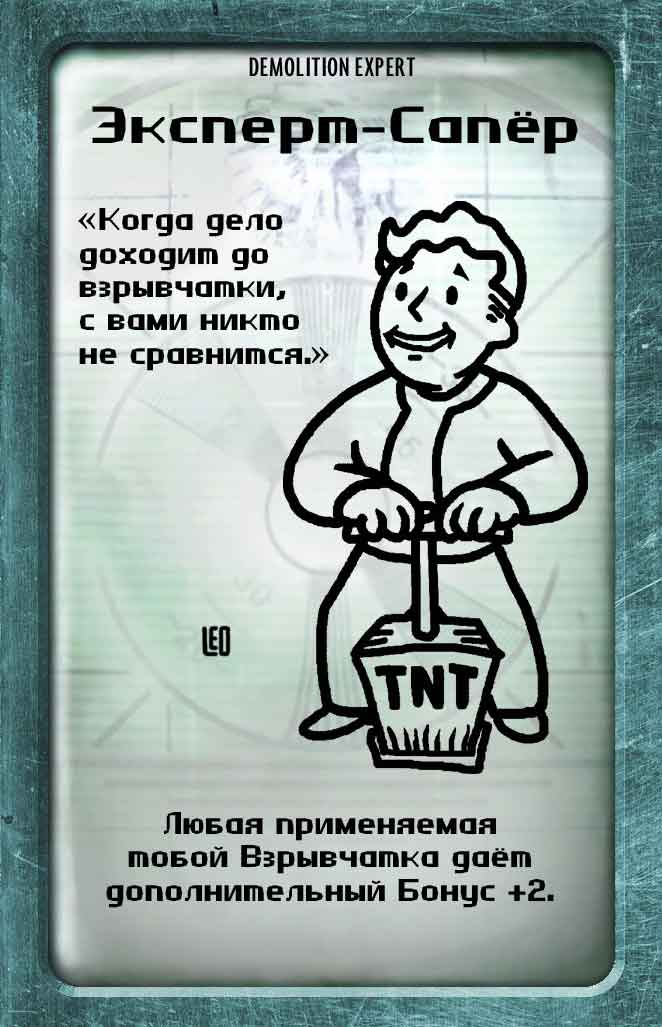 DEMOLITION EXPERT
Эксперт-Сапёр
«Когда дело
доходит до
взрывчатки,
с вами никто
не сравнится.»
LEO
TNT
Любая применяемая
тобой Взрывчатка даёт
дополнительный Бонус +2.